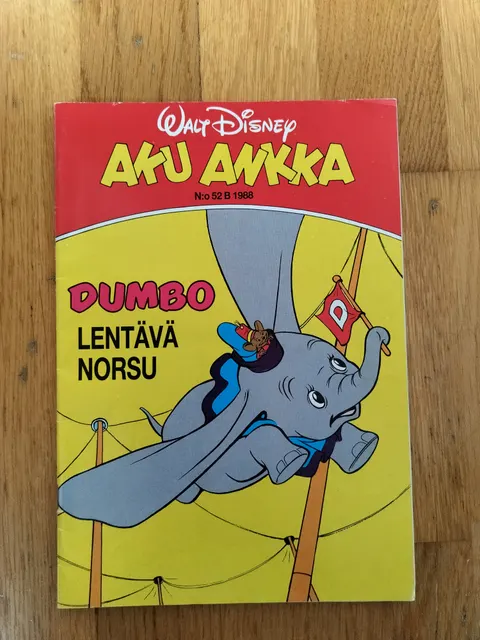 WALT DISNEY
AKU ANKKA
N:o 52 B 1988
DUMBO
LENTÄVÄ
NORSU
D